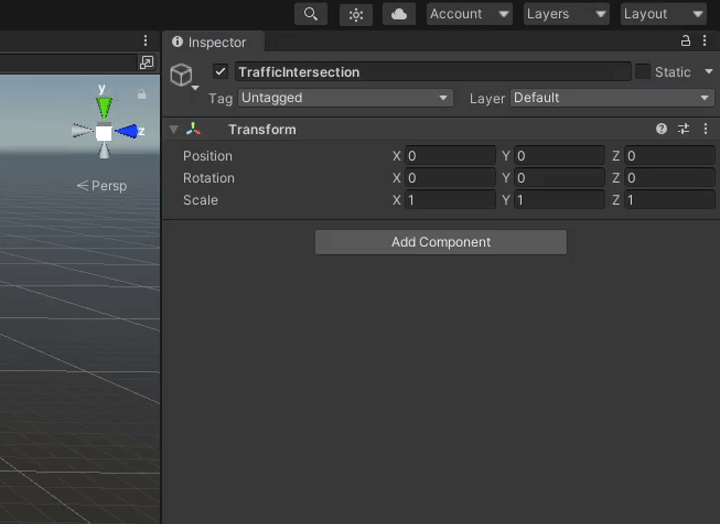 Account Layers Layout
Inspector
TrafficIntersection Static
Tag Untagged Layer Default
y
z
Persp
Transform
Position X 0 Y 0 Z 0
Rotation X 0 Y 0 Z 0
Scale X 1 Y 1 Z 1
Add Component